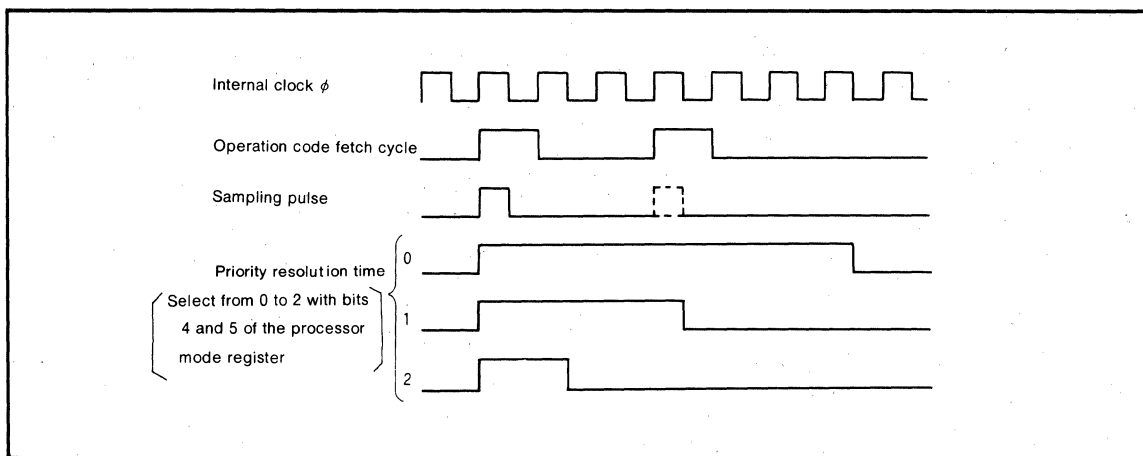 Internal clock ϕ
Operation code fetch cycle
Sampling pulse
Priority resolution time
Select from 0 to 2 with bits
4 and 5 of the processor
mode register
0
1
2